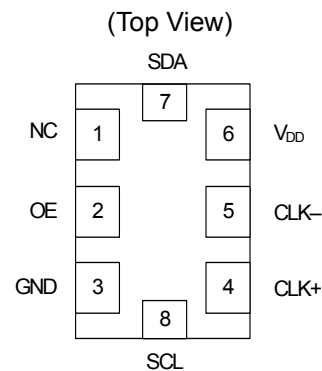 (Top View)
SDA
7
NC 1 6 VDD
OE 2 5 CLK–
GND 3 4 CLK+
8
SCL